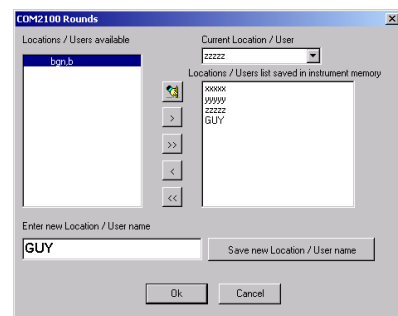 COM2100 Rounds
Locations / Users available
Current Location / User
bgn,b
zzzzz
Locations / Users list saved in instrument memory
xxxxx
yyyyy
zzzzz
GUY
>
>>
<
<<
Enter new Location / User name
GUY
Save new Location / User name
Ok
Cancel